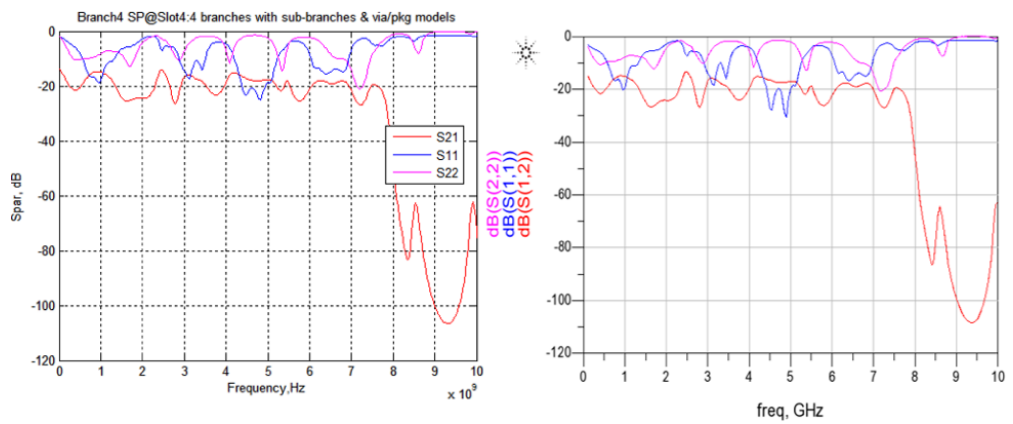 Branch4 SP@Slot4:4 branches with sub-branches & via/pkg models
0
-20
-40
-60
-80
-100
-120
Spar, dB
S21
S11
S22
0 1 2 3 4 5 6 7 8 9 10
Frequency,Hz
x 10^9
dB(S(2,2))
dB(S(1,1))
dB(S(1,2))
0
-20
-40
-60
-80
-100
-120
0 1 2 3 4 5 6 7 8 9 10
freq, GHz